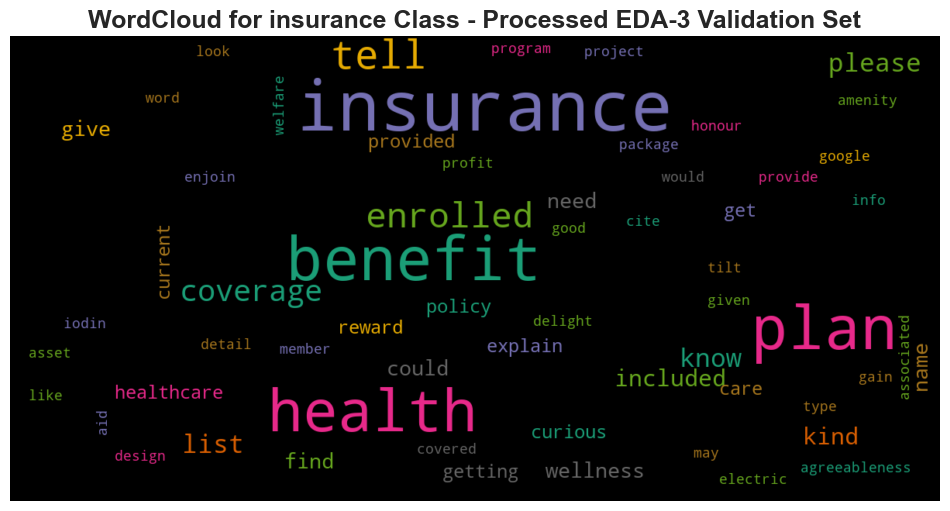 WordCloud for insurance Class - Processed EDA-3 Validation Set
look
tell
program
project
please
word
welfare
insurance
amenity
give
provided
package
honour
profit
google
enjoin
would
provide
need
info
enrolled
good
cite
get
current
benefit
tilt
coverage
policy
given
iodin
reward
delight
plan
asset
detail
member
explain
know
associated
name
could
included
care
gain
like
healthcare
health
type
aid
list
curious
kind
design
find
covered
getting
wellness
may
electric
agreeableness